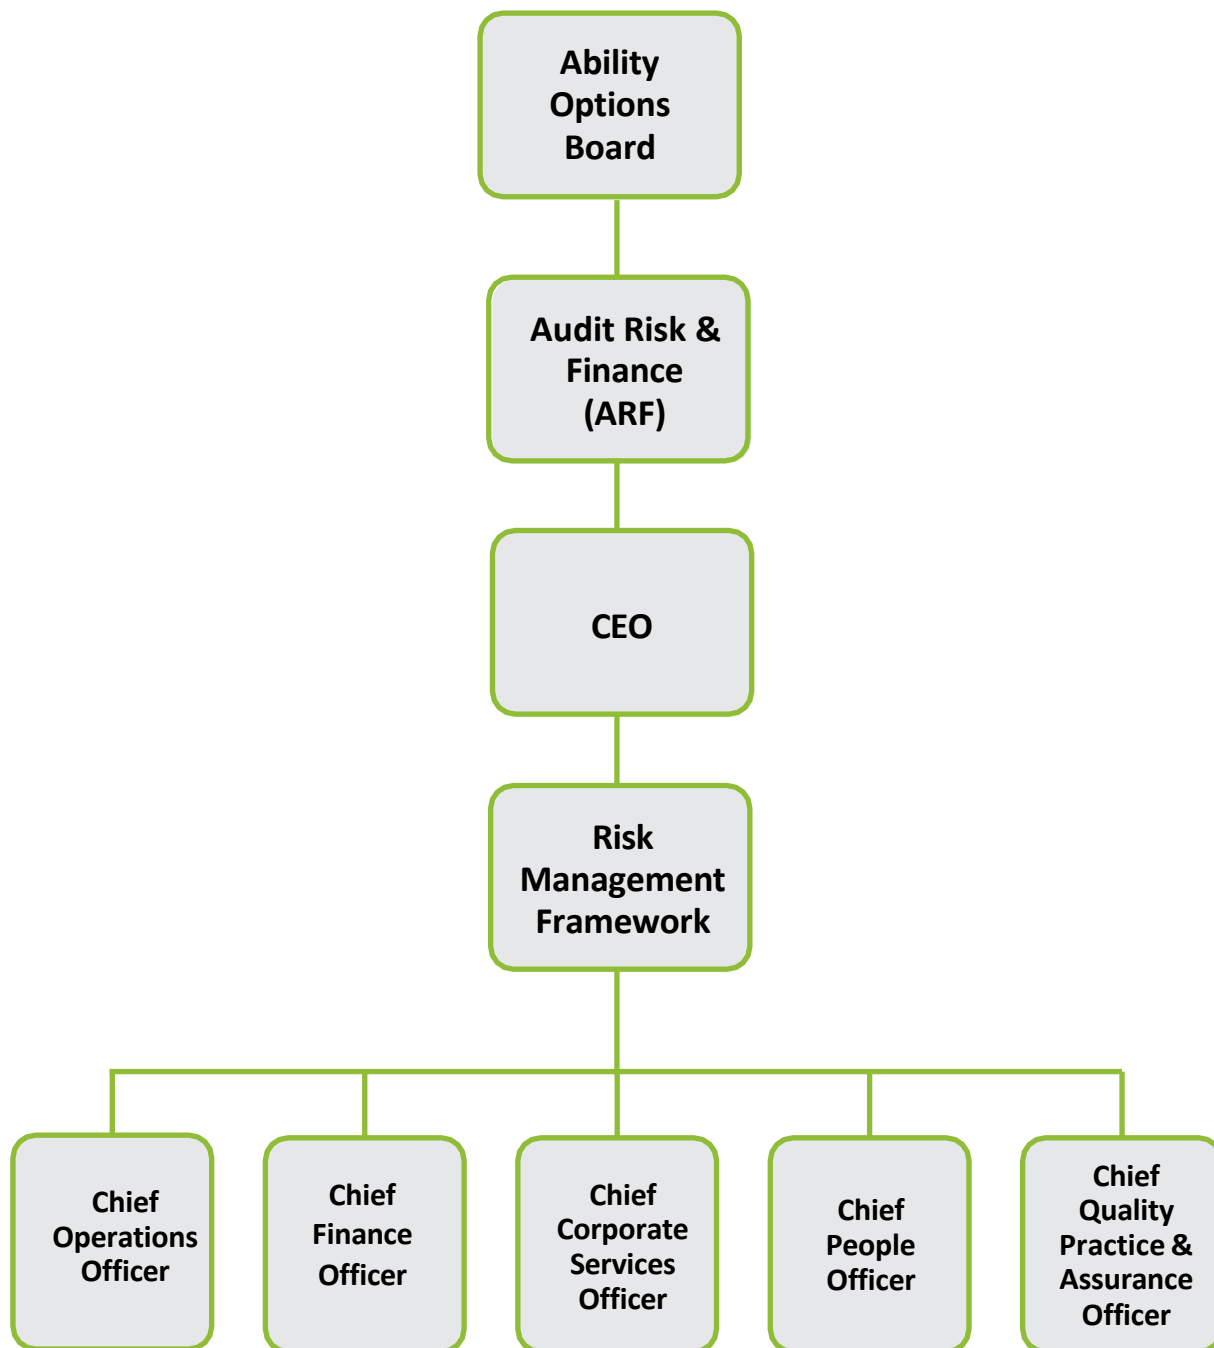 Ability
Options
Board
Audit Risk &
Finance
(ARF)
CEO
Risk
Management
Framework
Chief
Operations
Officer
Chief
Finance
Officer
Chief
Corporate
Services
Officer
Chief
People
Officer
Chief
Quality
Practice &
Assurance
Officer